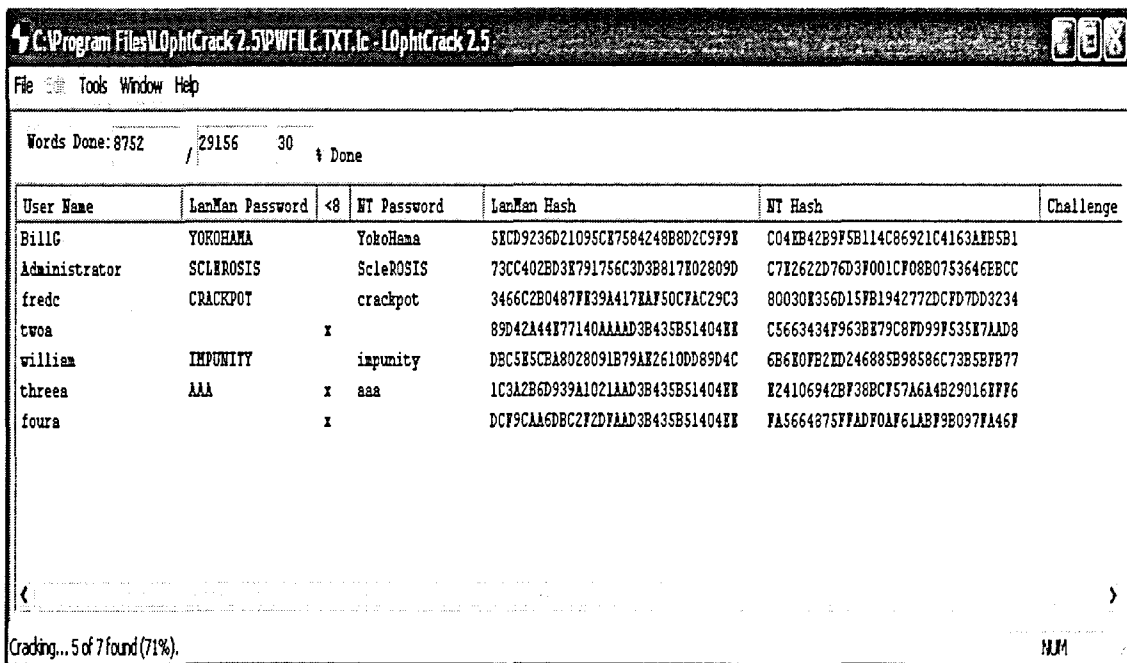 C:\Program Files\L0phtCrack 2.5\PWFILE.TXT.lc - L0phtCrack 2.5
File Edit Tools Window Help
Words Done: 8752 / 29156 30 % Done
User Name LanMan Password <8 NT Password LanMan Hash NT Hash Challenge
BillG YOKOHAMA YokoHama 5ECD9236D21095CE7584248B8D2C9F9E C04EB42B9F5B114C86921C4163AEB5B1
Administrator SCLEROSIS ScleROSIS 73CC402BD3E791756C3D3B817E02809D C7E2622D76D3F001CF08B0753646BBCC
fredc CRACKPOT crackpot 3466C2B0487FE39A417EAF50CFAC29C3 80030E356D15FB1942772DCFD7DD3234
twoa x 89D42A44E77140AAAAD3B435B51404EE C5663434F963BE79C8FD99F535E7AAD8
william IMPUNITY impunity DBC5E5CBA8028091B79AE2610DD89D4C 6B6E0FB2ED246885B98586C73B5BFB77
threea AAA x aaa 1C3A2B6D939A1021AAD3B435B51404EE E24106942BF38BCF57A6A4B29016EFF6
foura x DCF9CAA6DBC2F2DFAAD3B435B51404EE FA5664875FFADF0AF61ABF9B097FA46F
Cracking... 5 of 7 found (71%). NUM